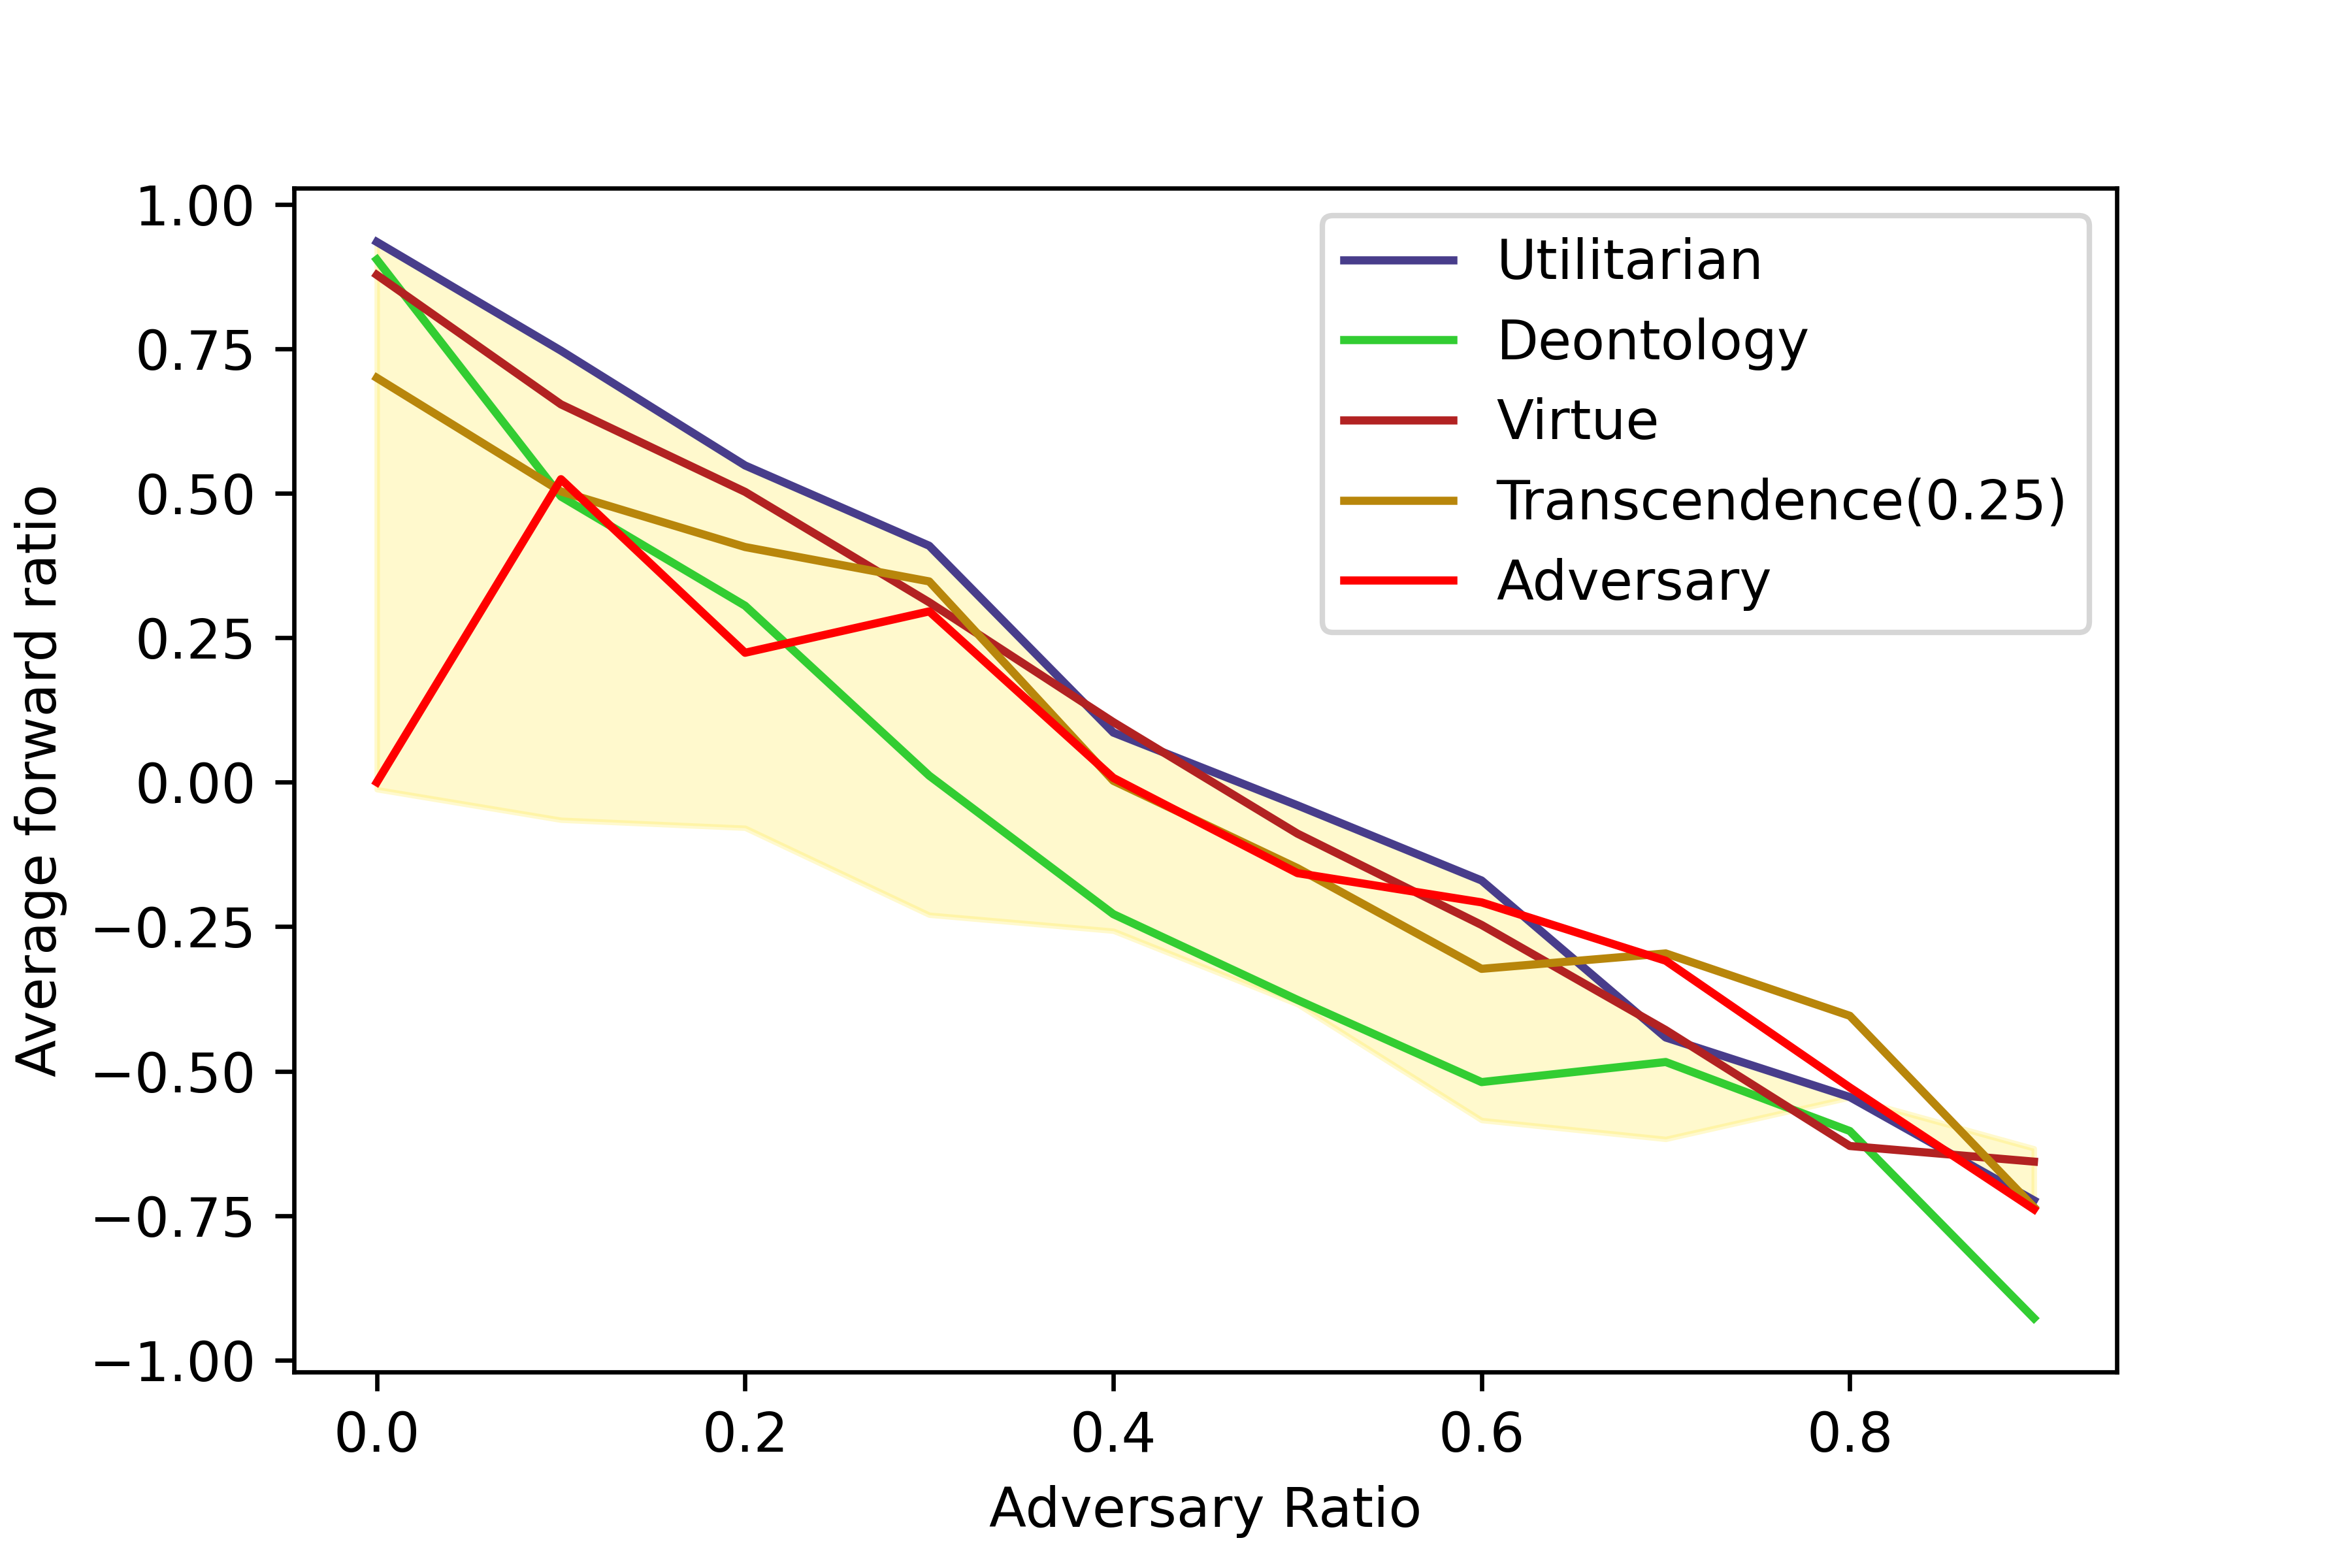 1.00
0.75
0.50
0.25
0.00
−0.25
−0.50
−0.75
−1.00
Average forward ratio
Utilitarian
Deontology
Virtue
Transcendence(0.25)
Adversary
0.0 0.2 0.4 0.6 0.8
Adversary Ratio